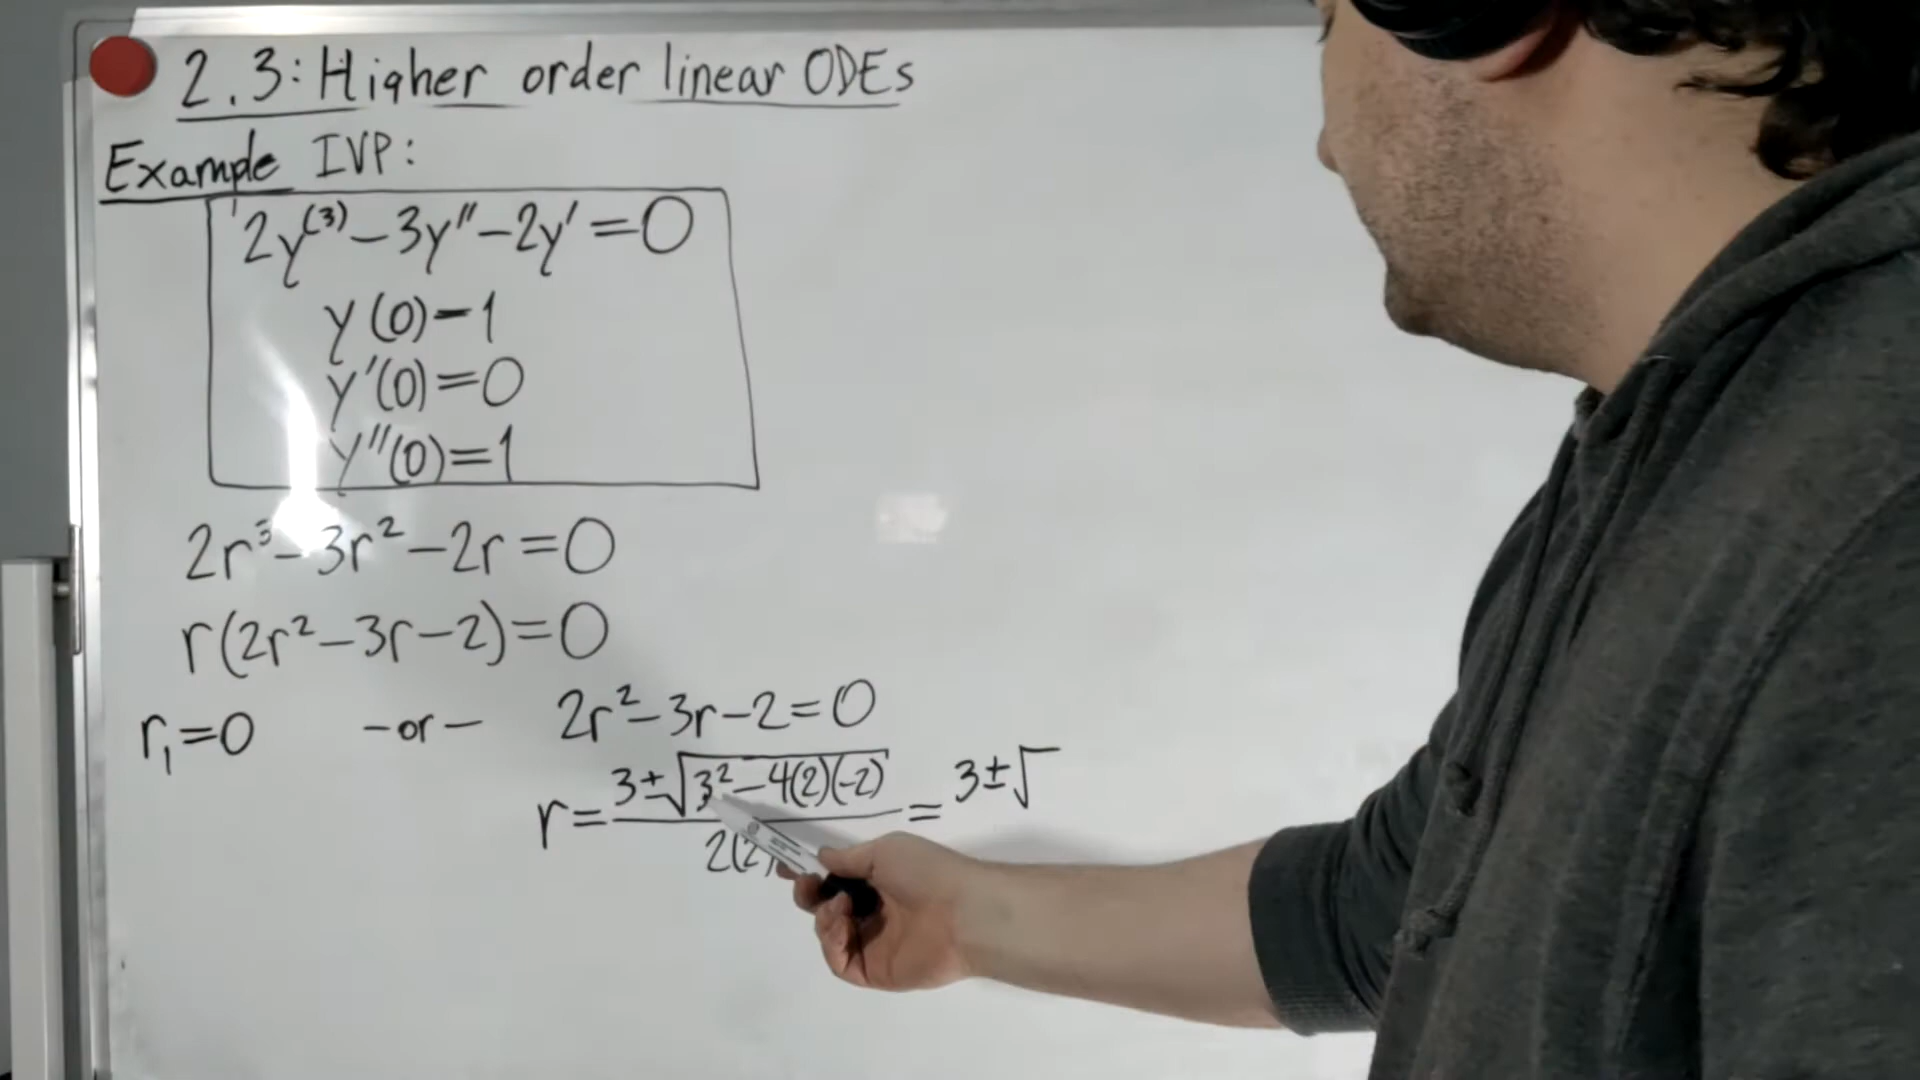 2.3: Higher order linear ODEs
Example IVP:
2y⁽³⁾ – 3y'' – 2y' = 0
y(0) = 1
y'(0) = 0
y''(0) = 1
2r³ – 3r² – 2r = 0
r(2r² – 3r – 2) = 0
r₁ = 0 – or – 2r² – 3r – 2 = 0
r = 3 ± √3² – 4(2)(-2) / 2(2) = 3 ± √